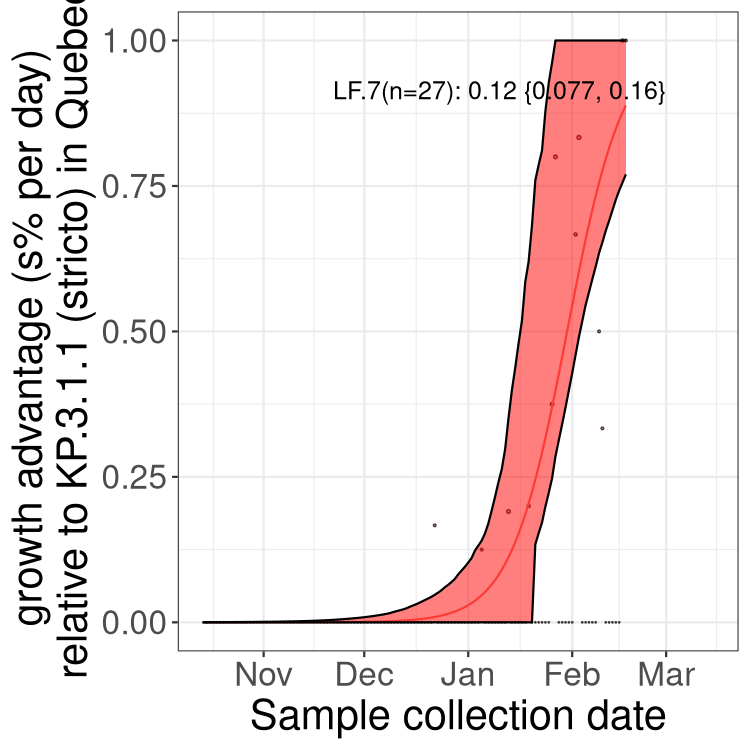 growth advantage (s% per day)
relative to KP.3.1.1 (stricto) in Quebec
1.00
0.75
0.50
0.25
0.00
LF.7(n=27): 0.12 {0.077, 0.16}
Nov Dec Jan Feb Mar
Sample collection date